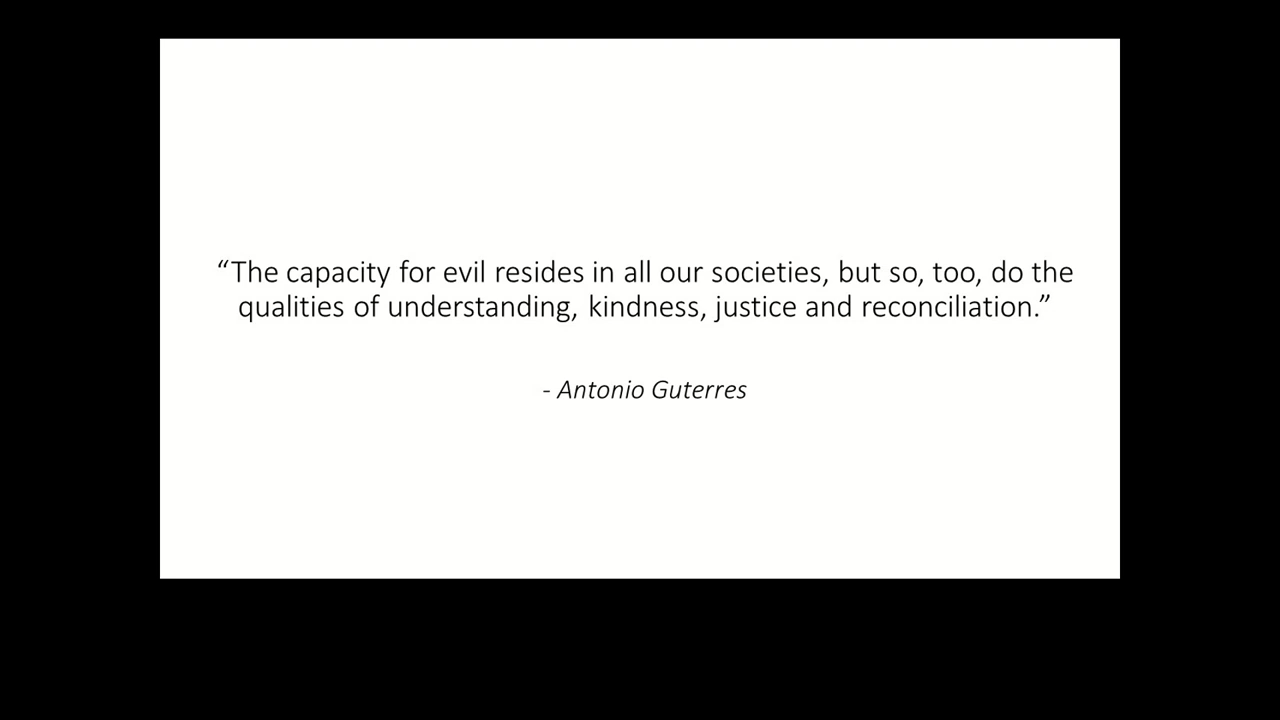 “The capacity for evil resides in all our societies, but so, too, do the
qualities of understanding, kindness, justice and reconciliation.”
- Antonio Guterres